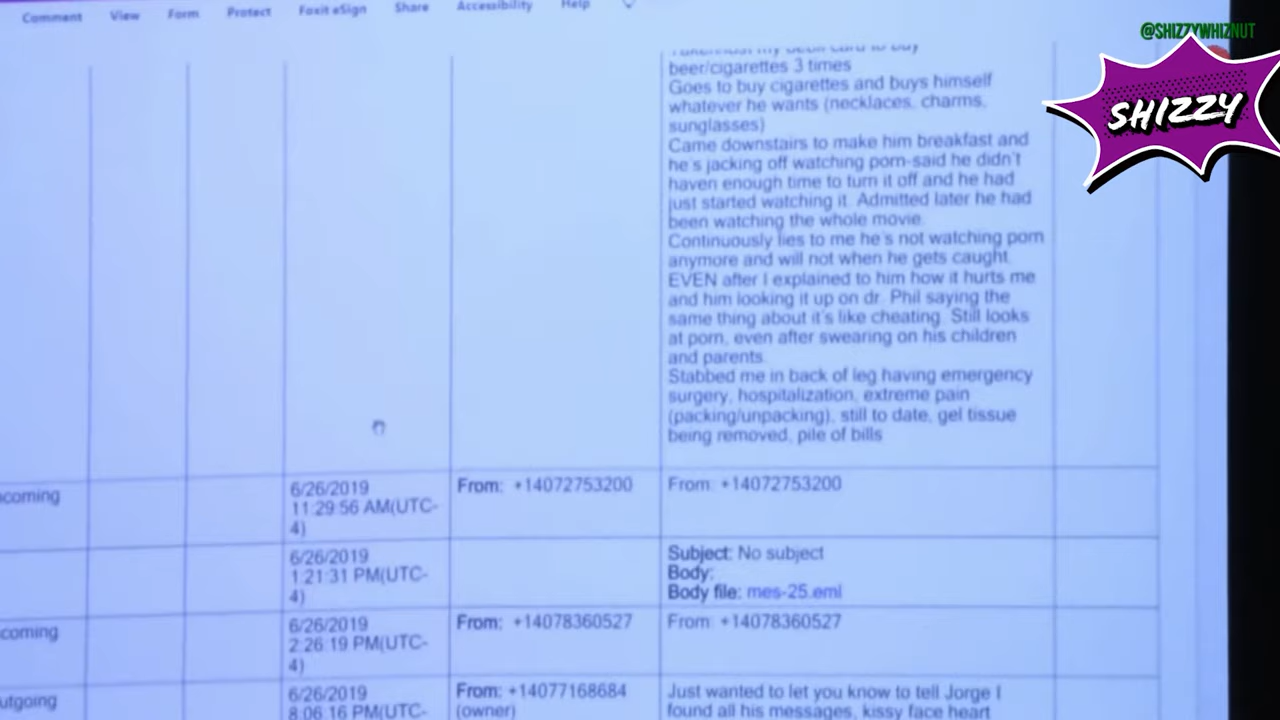 Comment View Form Protect Foxit eSign Share Accessibility Help
@SHIZZYWHIZNUT
SHIZZY
my debit card to buy
beer/cigarettes 3 times
Goes to buy cigarettes and buys himself
whatever he wants (necklaces, charms,
sunglasses)
Came downstairs to make him breakfast and
he's jacking off watching porn-said he didn't
haven enough time to turn it off and he had
just started watching it. Admitted later he had
been watching the whole movie.
Continuously lies to me he's not watching porn
anymore and will not when he gets caught.
EVEN after I explained to him how it hurts me
and him looking it up on dr. Phil saying the
same thing about it's like cheating. Still looks
at porn, even after swearing on his children
and parents.
Stabbed me in back of leg having emergency
surgery, hospitalization, extreme pain
(packing/unpacking), still to date, gel tissue
being removed, pile of bills
coming
6/26/2019
11:29:56 AM(UTC-
4)
From: +14072753200
From: +14072753200
6/26/2019
1:21:31 PM(UTC-
4)
Subject: No subject
Body:
Body file: mes-25.eml
coming
6/26/2019
2:26:19 PM(UTC-
4)
From: +14078360527
From: +14078360527
utgoing
6/26/2019
8:06:16 PM(UTC-
From: +14077168684
(owner)
Just wanted to let you know to tell Jorge I
found all his messages, kissy face heart